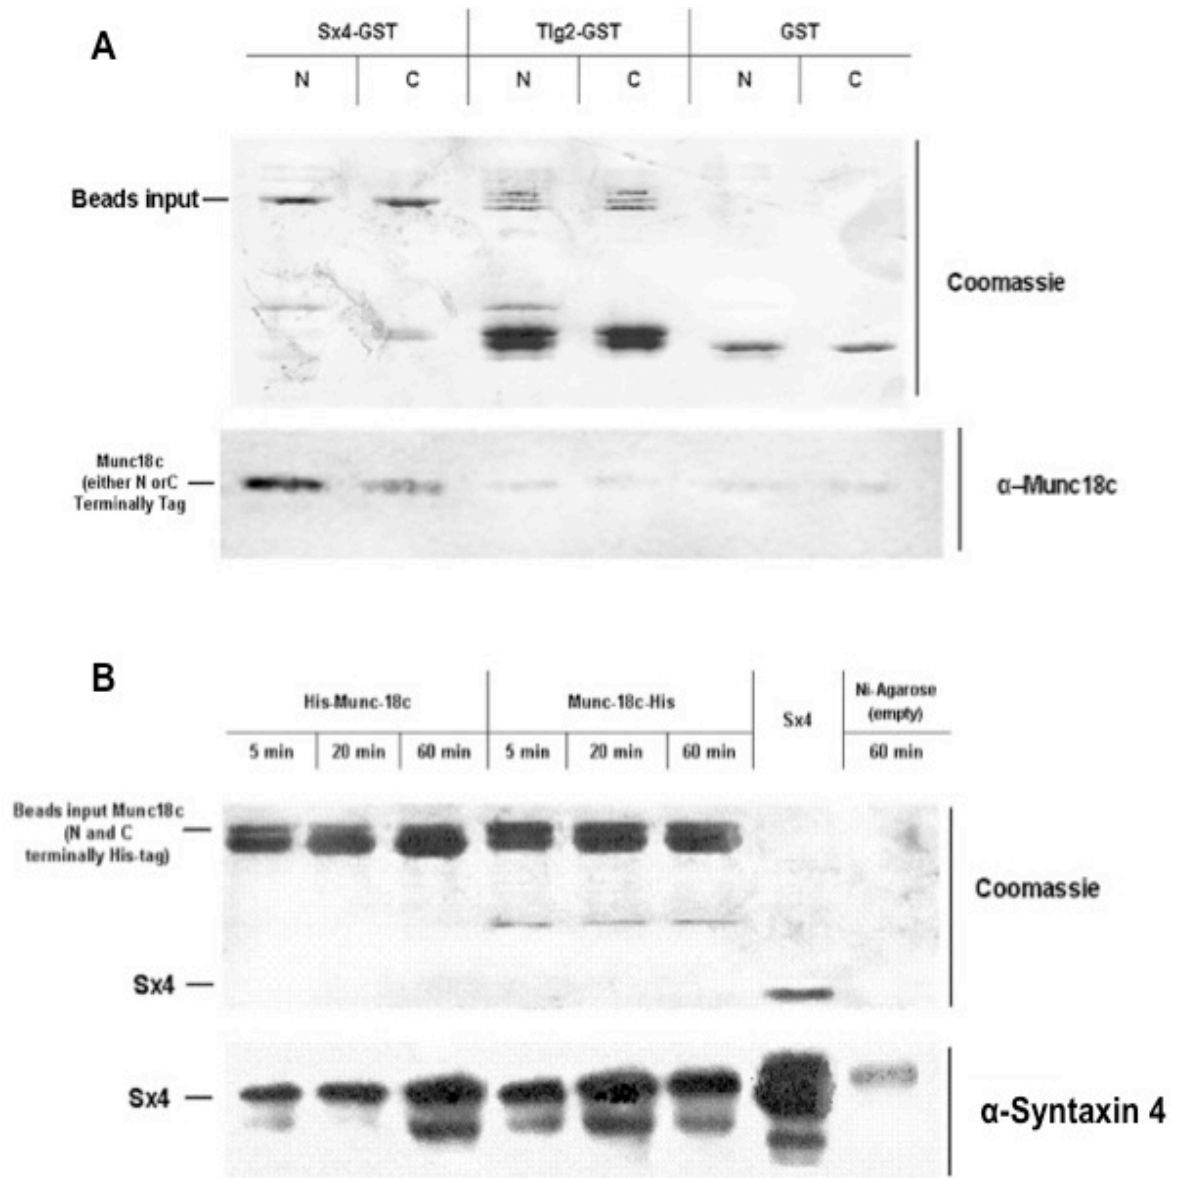 A
Sx4-GST
Tlg2-GST
GST
N
C
N
C
N
C
Beads input
Coomassie
Munc18c
(either N orC
Terminally Tag
α–Munc18c
B
His-Munc-18c
Munc-18c-His
Sx4
Ni-Agarose
(empty)
5 min
20 min
60 min
5 min
20 min
60 min
60 min
Beads input Munc18c
(N and C
terminally His-tag)
Coomassie
Sx4
Sx4
α-Syntaxin 4